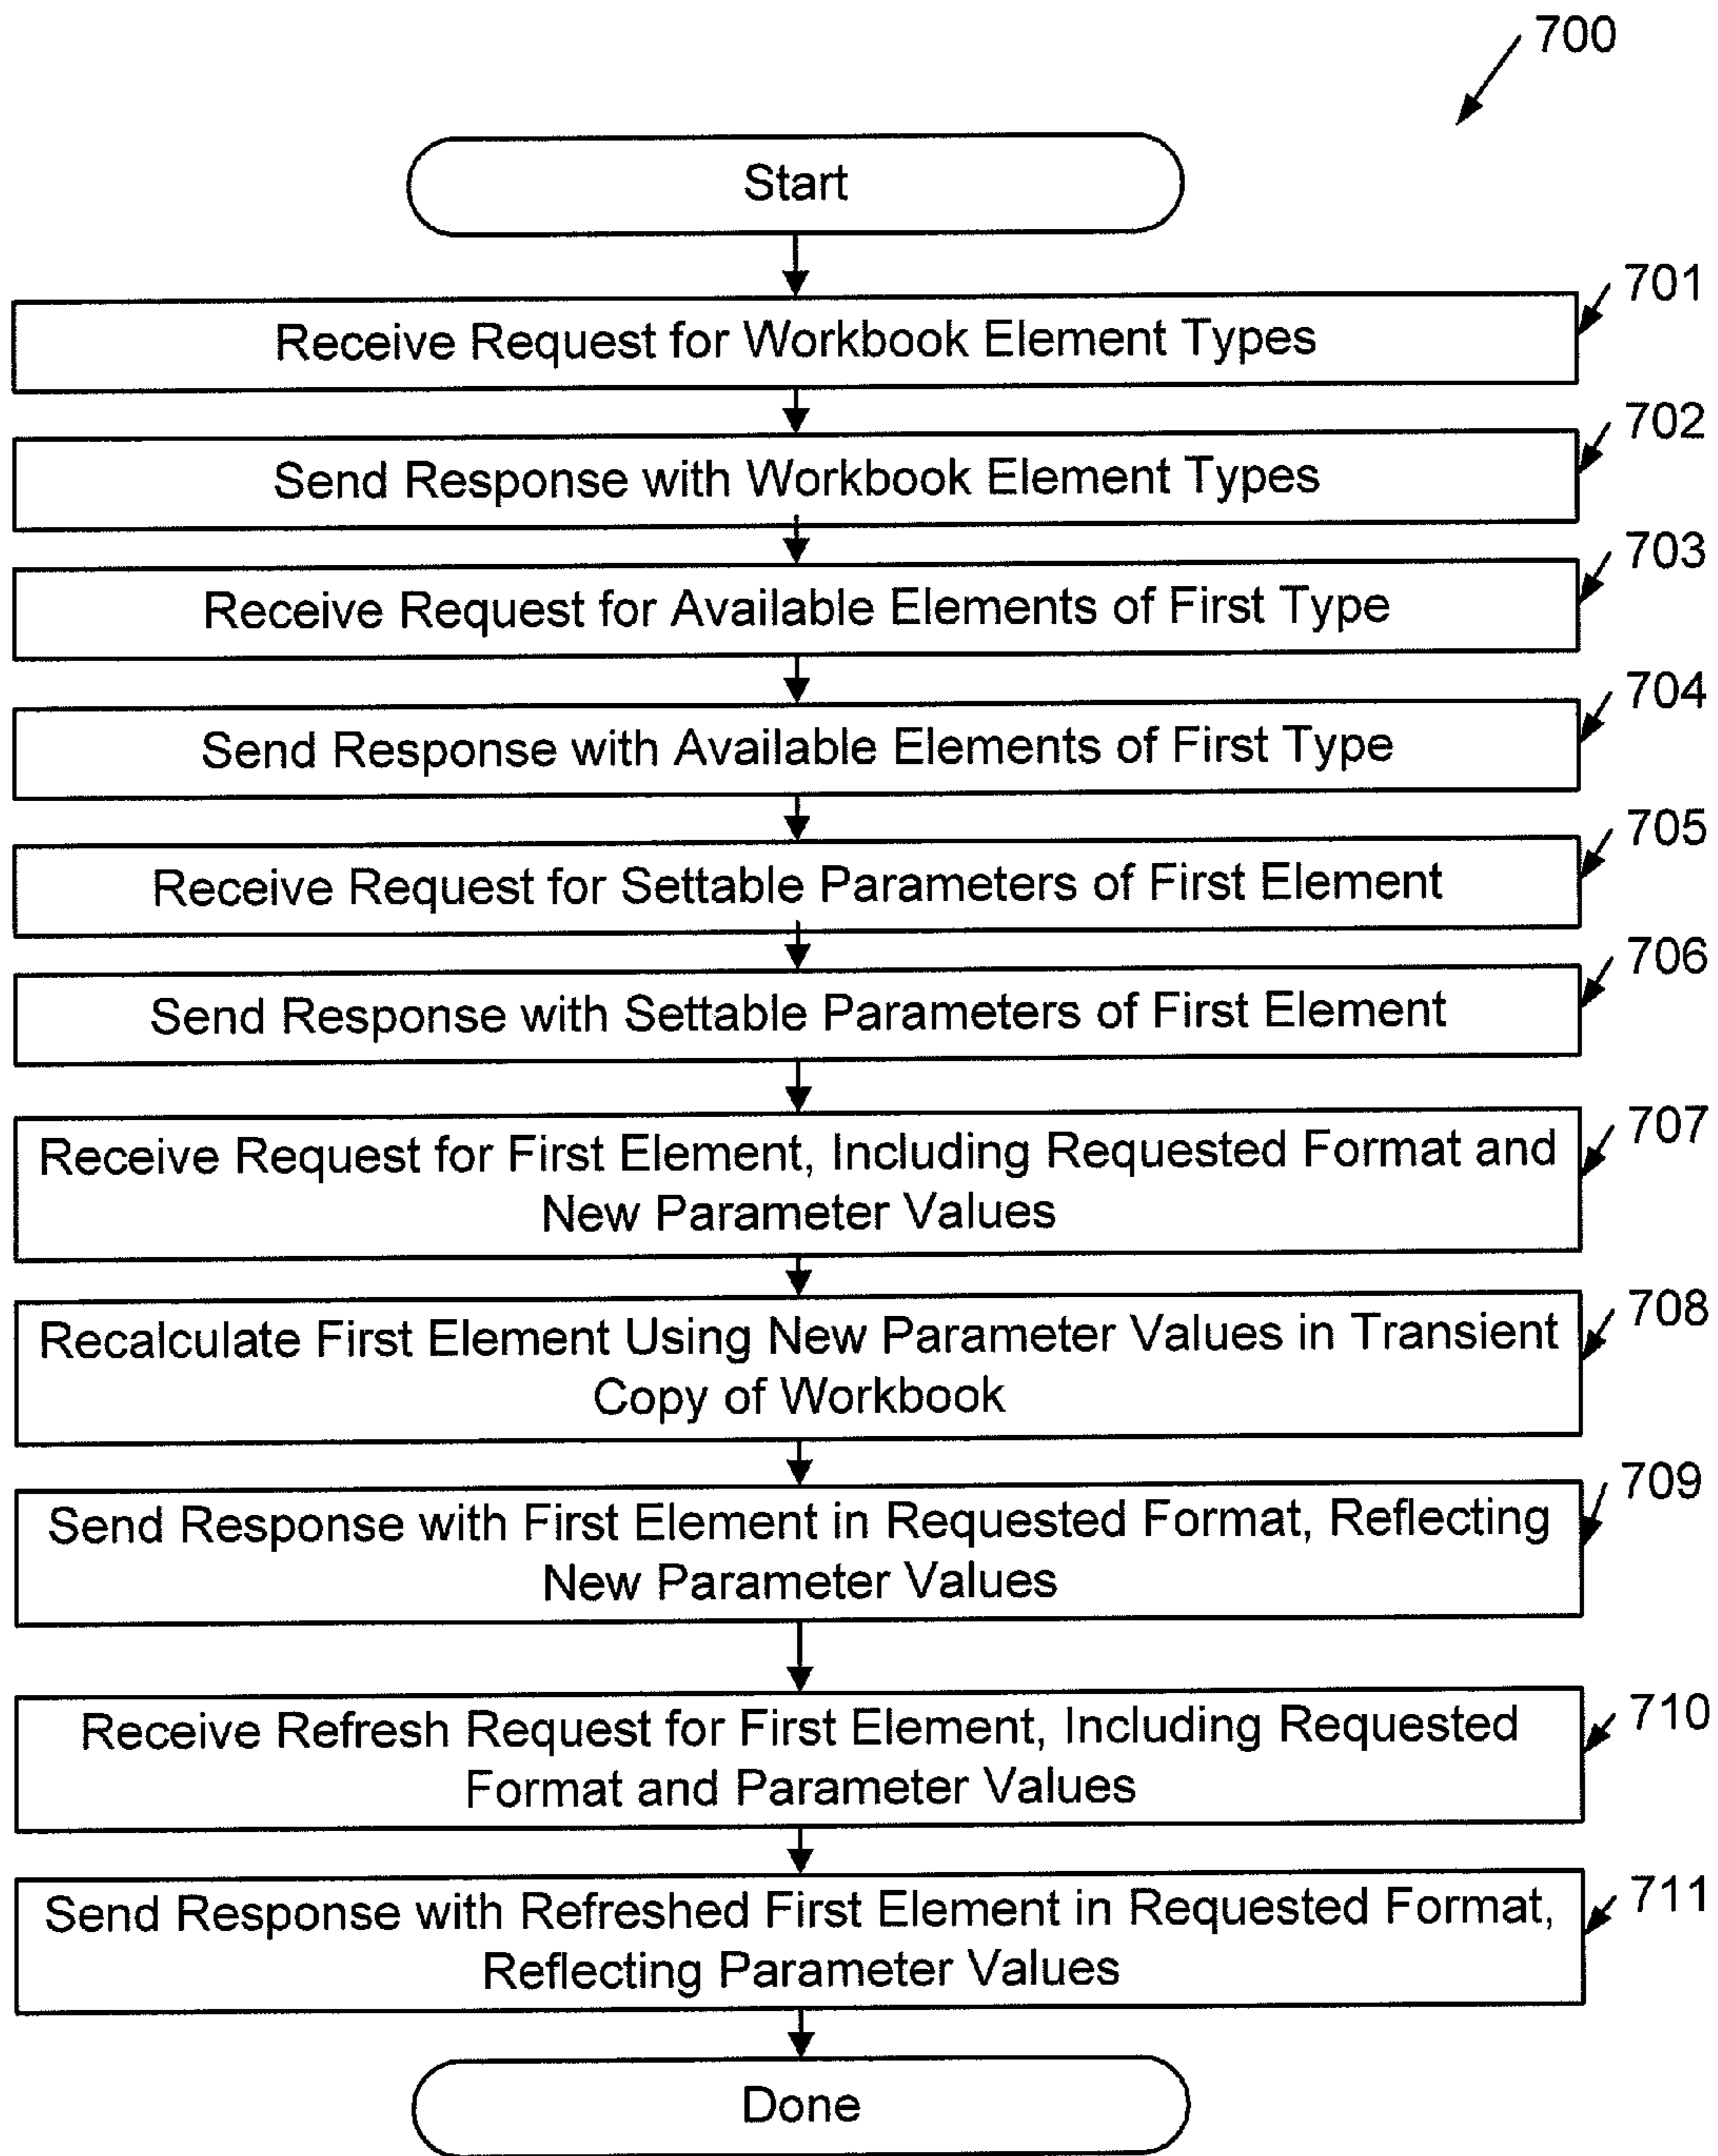 700
Start
701
Receive Request for Workbook Element Types
702
Send Response with Workbook Element Types
703
Receive Request for Available Elements of First Type
704
Send Response with Available Elements of First Type
705
Receive Request for Settable Parameters of First Element
706
Send Response with Settable Parameters of First Element
707
Receive Request for First Element, Including Requested Format and
New Parameter Values
708
Recalculate First Element Using New Parameter Values in Transient
Copy of Workbook
709
Send Response with First Element in Requested Format, Reflecting
New Parameter Values
710
Receive Refresh Request for First Element, Including Requested
Format and Parameter Values
711
Send Response with Refreshed First Element in Requested Format,
Reflecting Parameter Values
Done